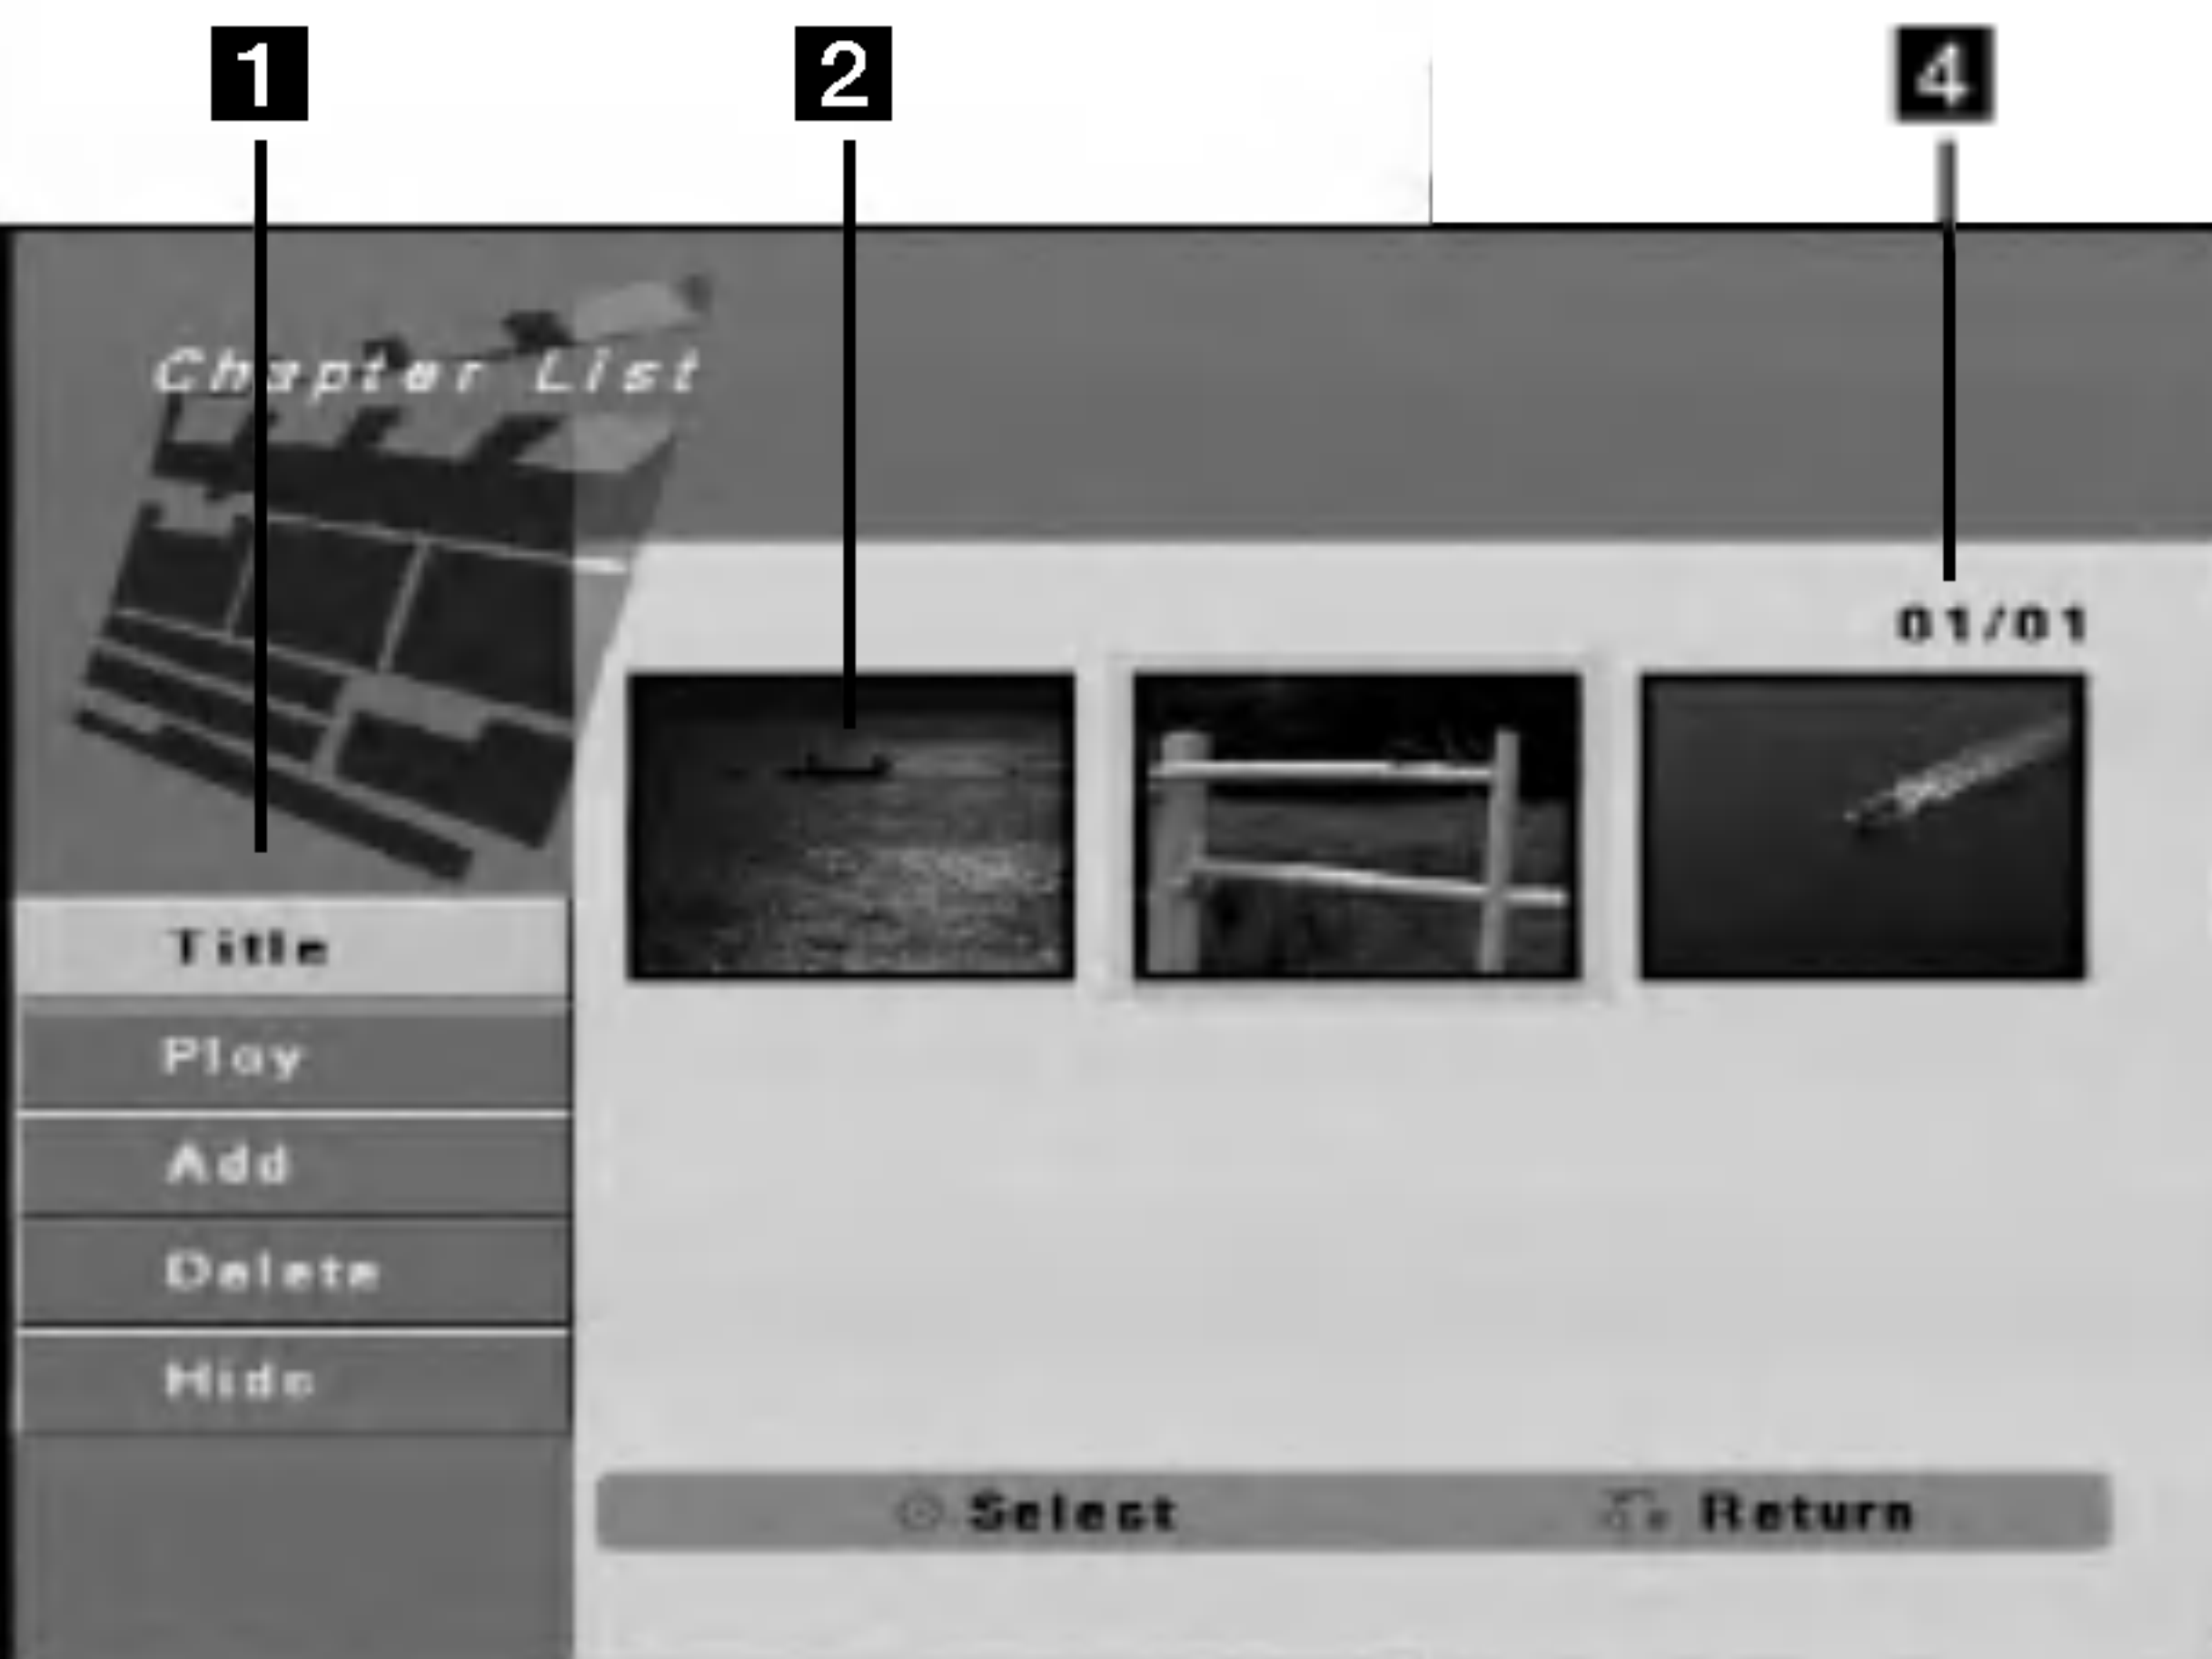 1 2 4
Chapter List
01/01
Title
Play
Add
Delete
Hide
Select Return